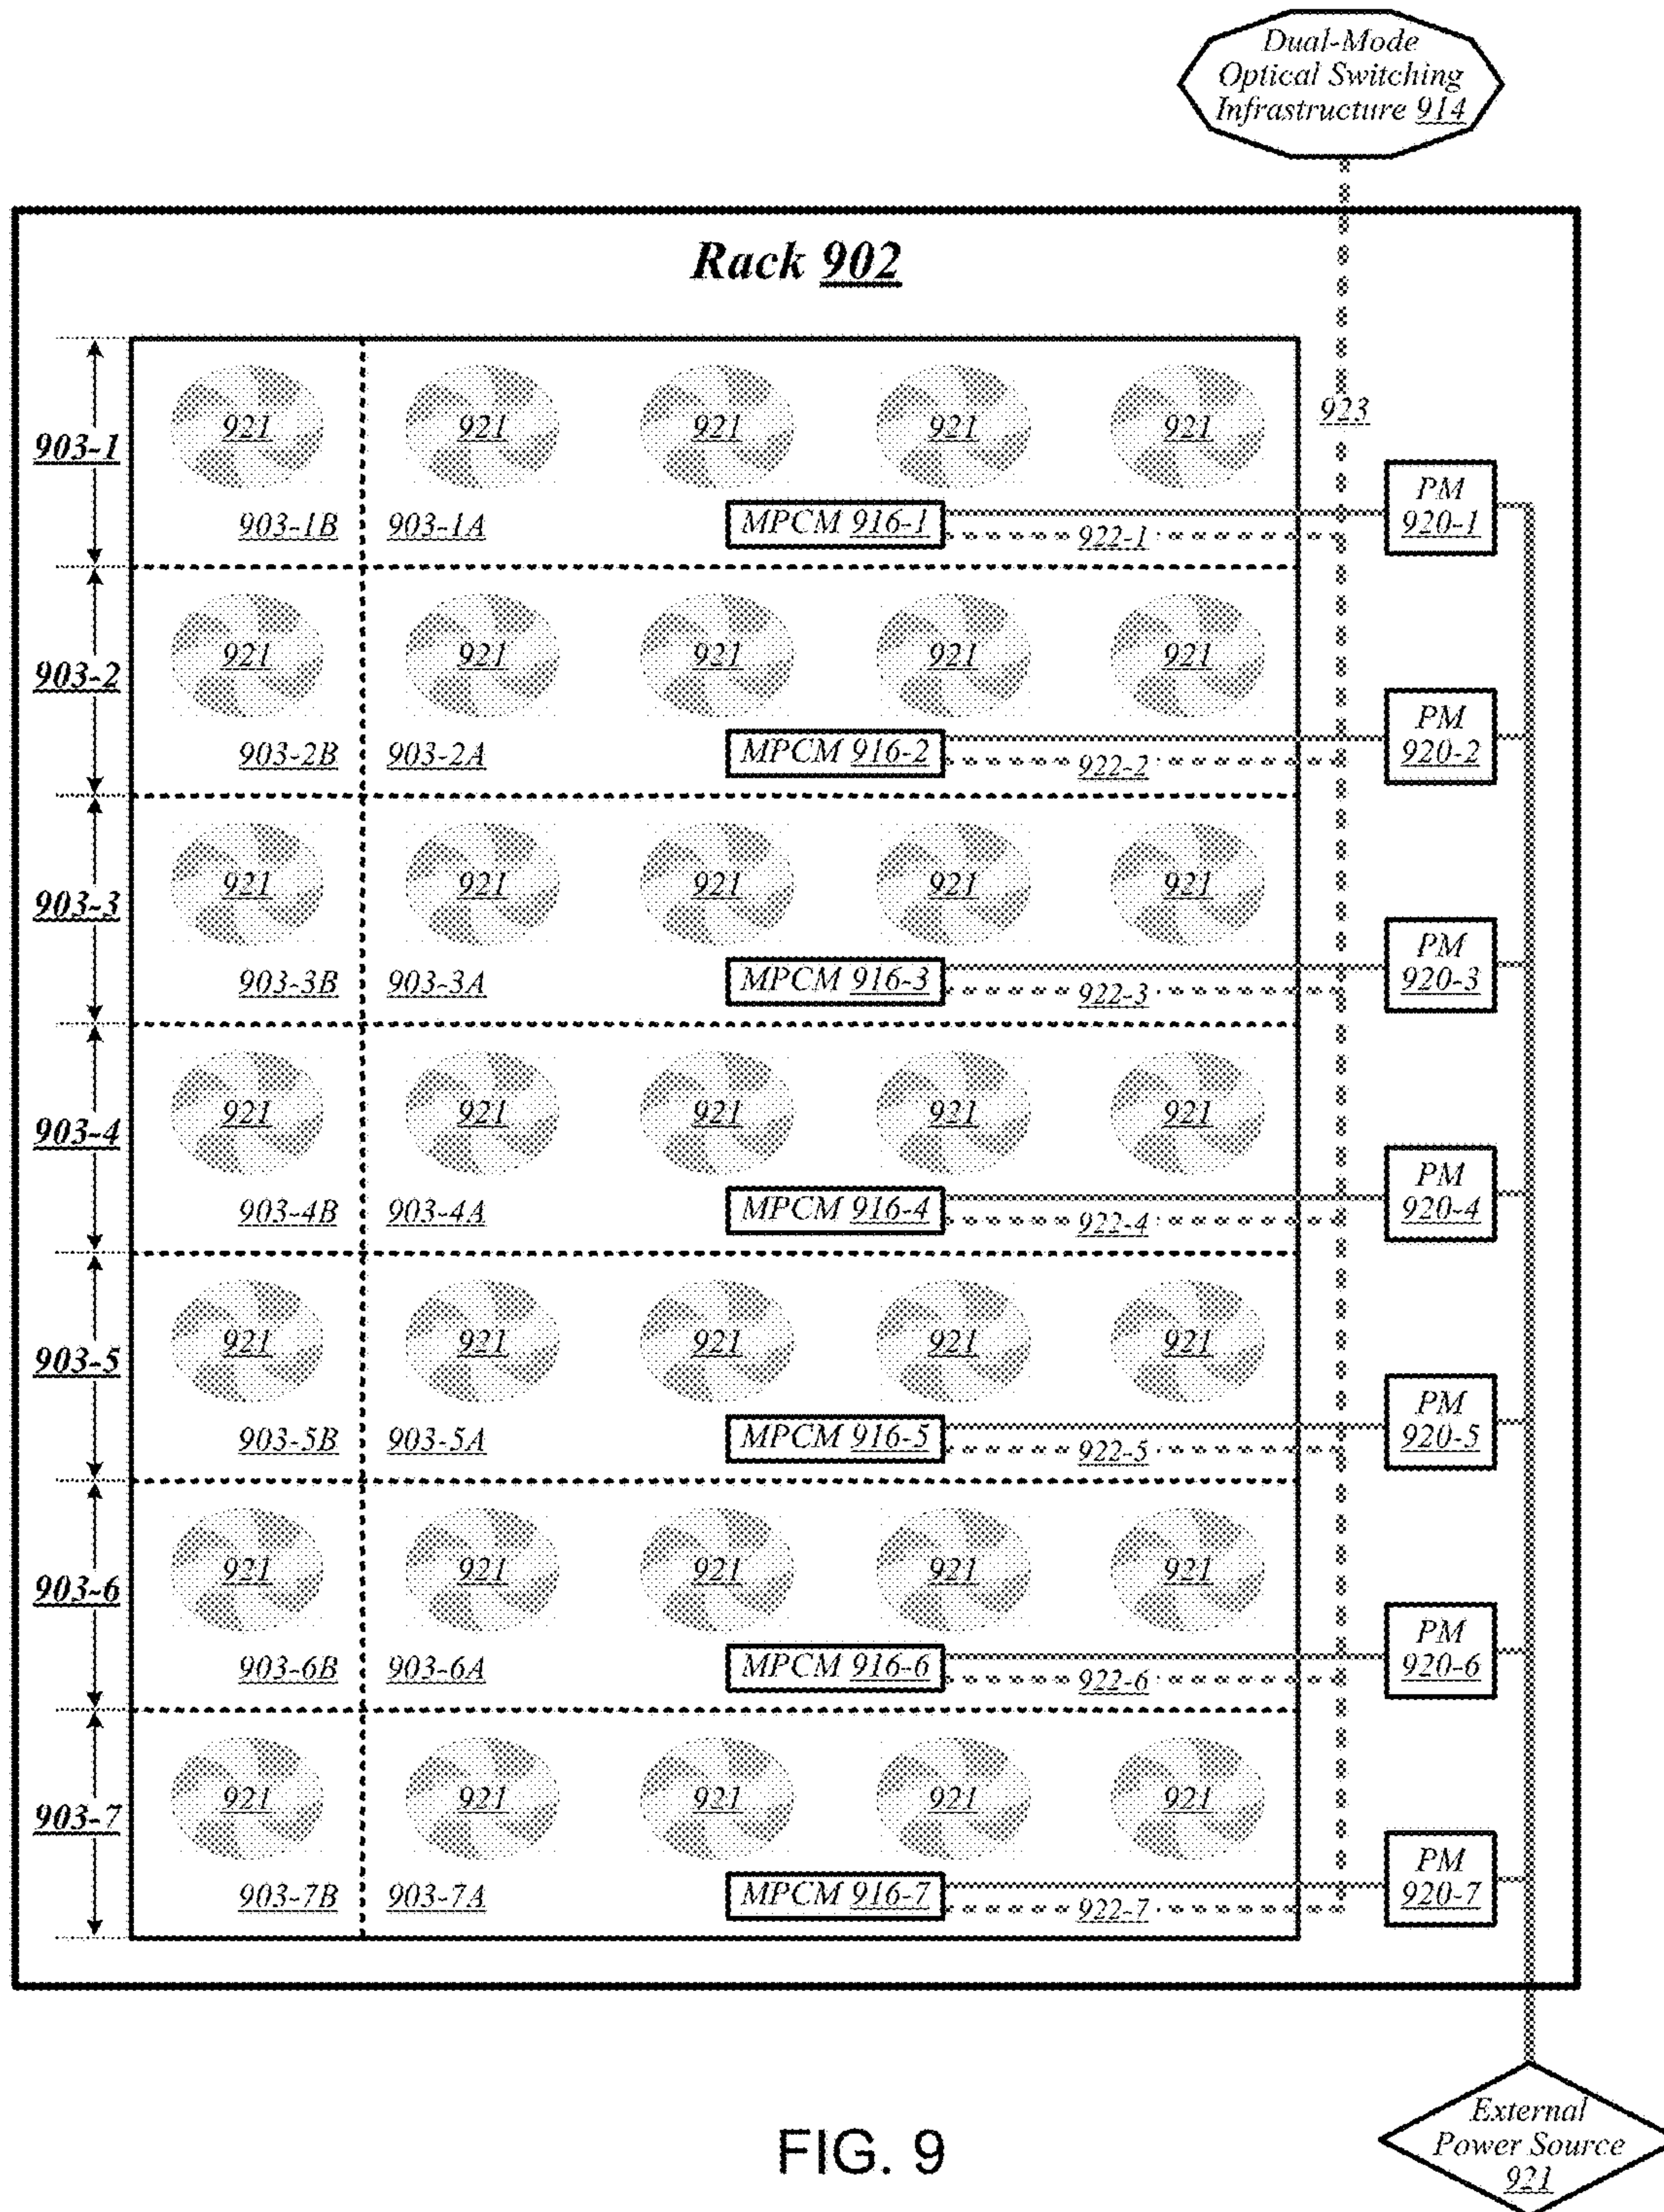 Dual-Mode
Optical Switching
Infrastructure 914
Rack 902
923
903-1
921 921 921 921 921
903-1B 903-1A MPCM 916-1 922-1
PM
920-1
903-2
921 921 921 921 921
903-2B 903-2A MPCM 916-2 922-2
PM
920-2
903-3
921 921 921 921 921
903-3B 903-3A MPCM 916-3 922-3
PM
920-3
903-4
921 921 921 921 921
903-4B 903-4A MPCM 916-4 922-4
PM
920-4
903-5
921 921 921 921 921
903-5B 903-5A MPCM 916-5 922-5
PM
920-5
903-6
921 921 921 921 921
903-6B 903-6A MPCM 916-6 922-6
PM
920-6
903-7
921 921 921 921 921
903-7B 903-7A MPCM 916-7 922-7
PM
920-7
External
Power Source
921
FIG. 9